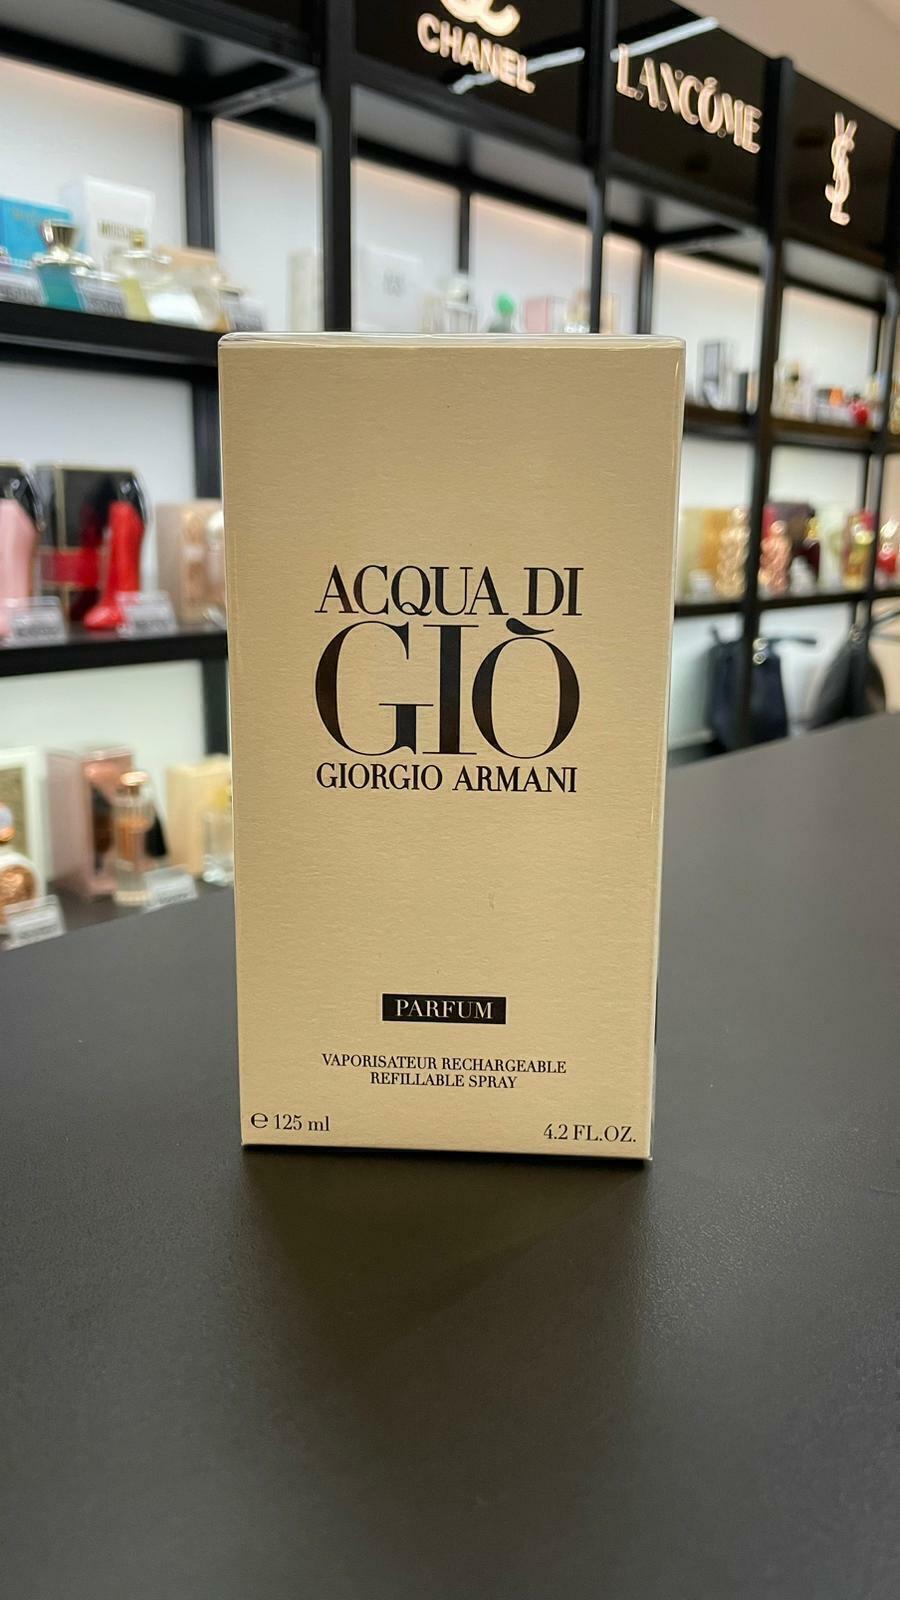 CHANEL
LANCÔME
YSL
ACQUA DI
GIÒ
GIORGIO ARMANI
PARFUM
VAPORISATEUR RECHARGEABLE
REFILLABLE SPRAY
℮ 125 ml
4.2 FL.OZ.